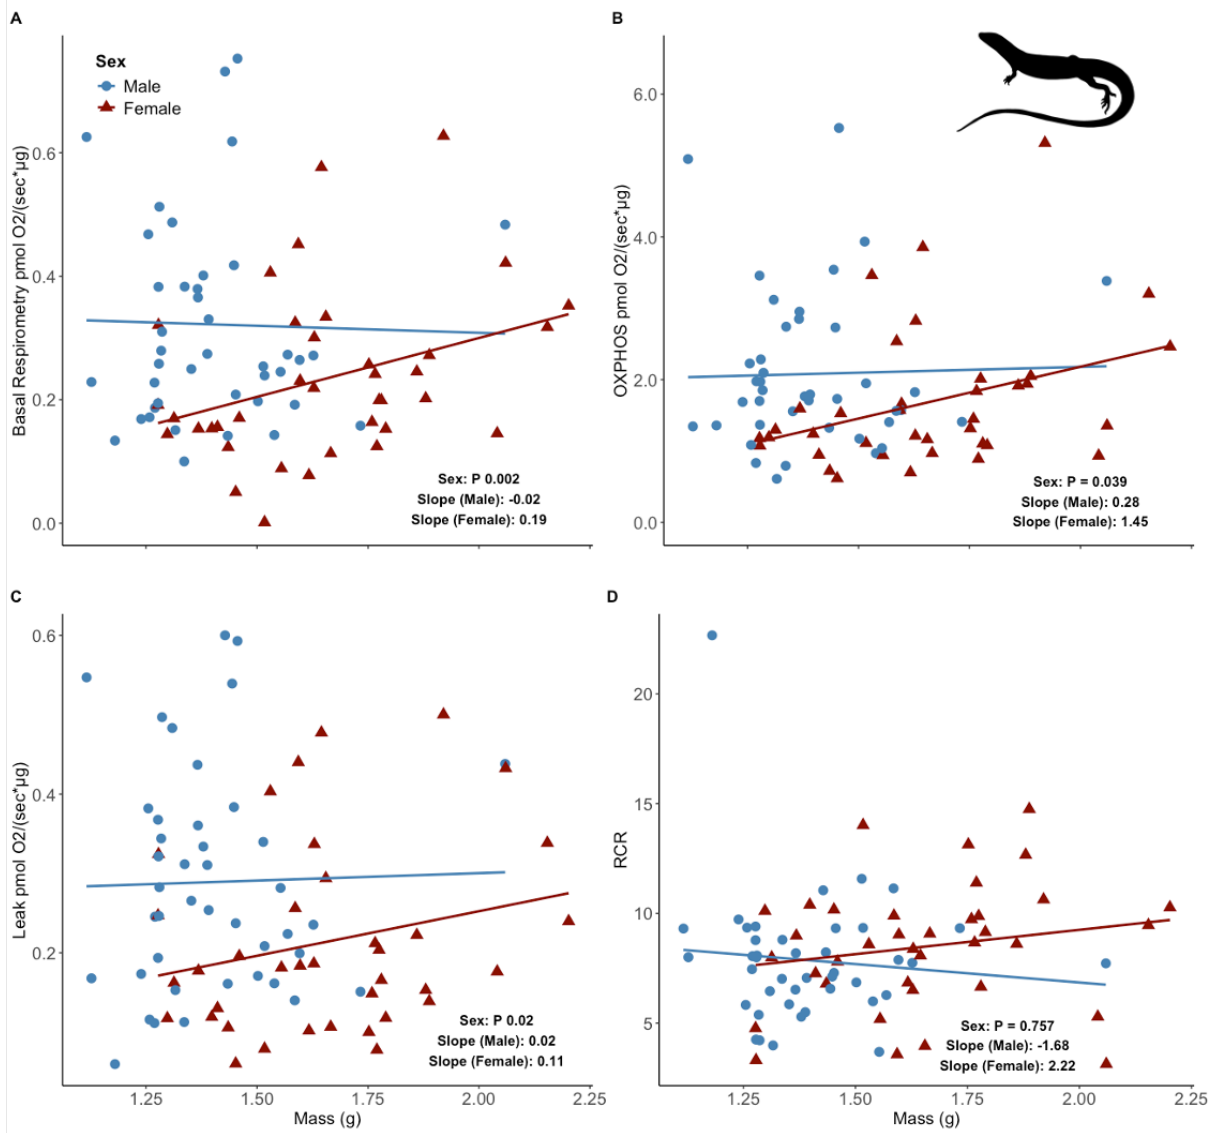 A
Sex
Male
Female
Basal Respirometry pmol O2/(sec*µg)
0.6
0.4
0.2
0.0
Sex: P 0.002
Slope (Male): -0.02
Slope (Female): 0.19
B
OXPHOS pmol O2/(sec*µg)
6.0
4.0
2.0
0.0
Sex: P = 0.039
Slope (Male): 0.28
Slope (Female): 1.45
C
Leak pmol O2/(sec*µg)
0.6
0.4
0.2
Sex: P 0.02
Slope (Male): 0.02
Slope (Female): 0.11
1.25 1.50 1.75 2.00 2.25
Mass (g)
D
RCR
20
15
10
5
Sex: P = 0.757
Slope (Male): -1.68
Slope (Female): 2.22
1.25 1.50 1.75 2.00 2.25
Mass (g)